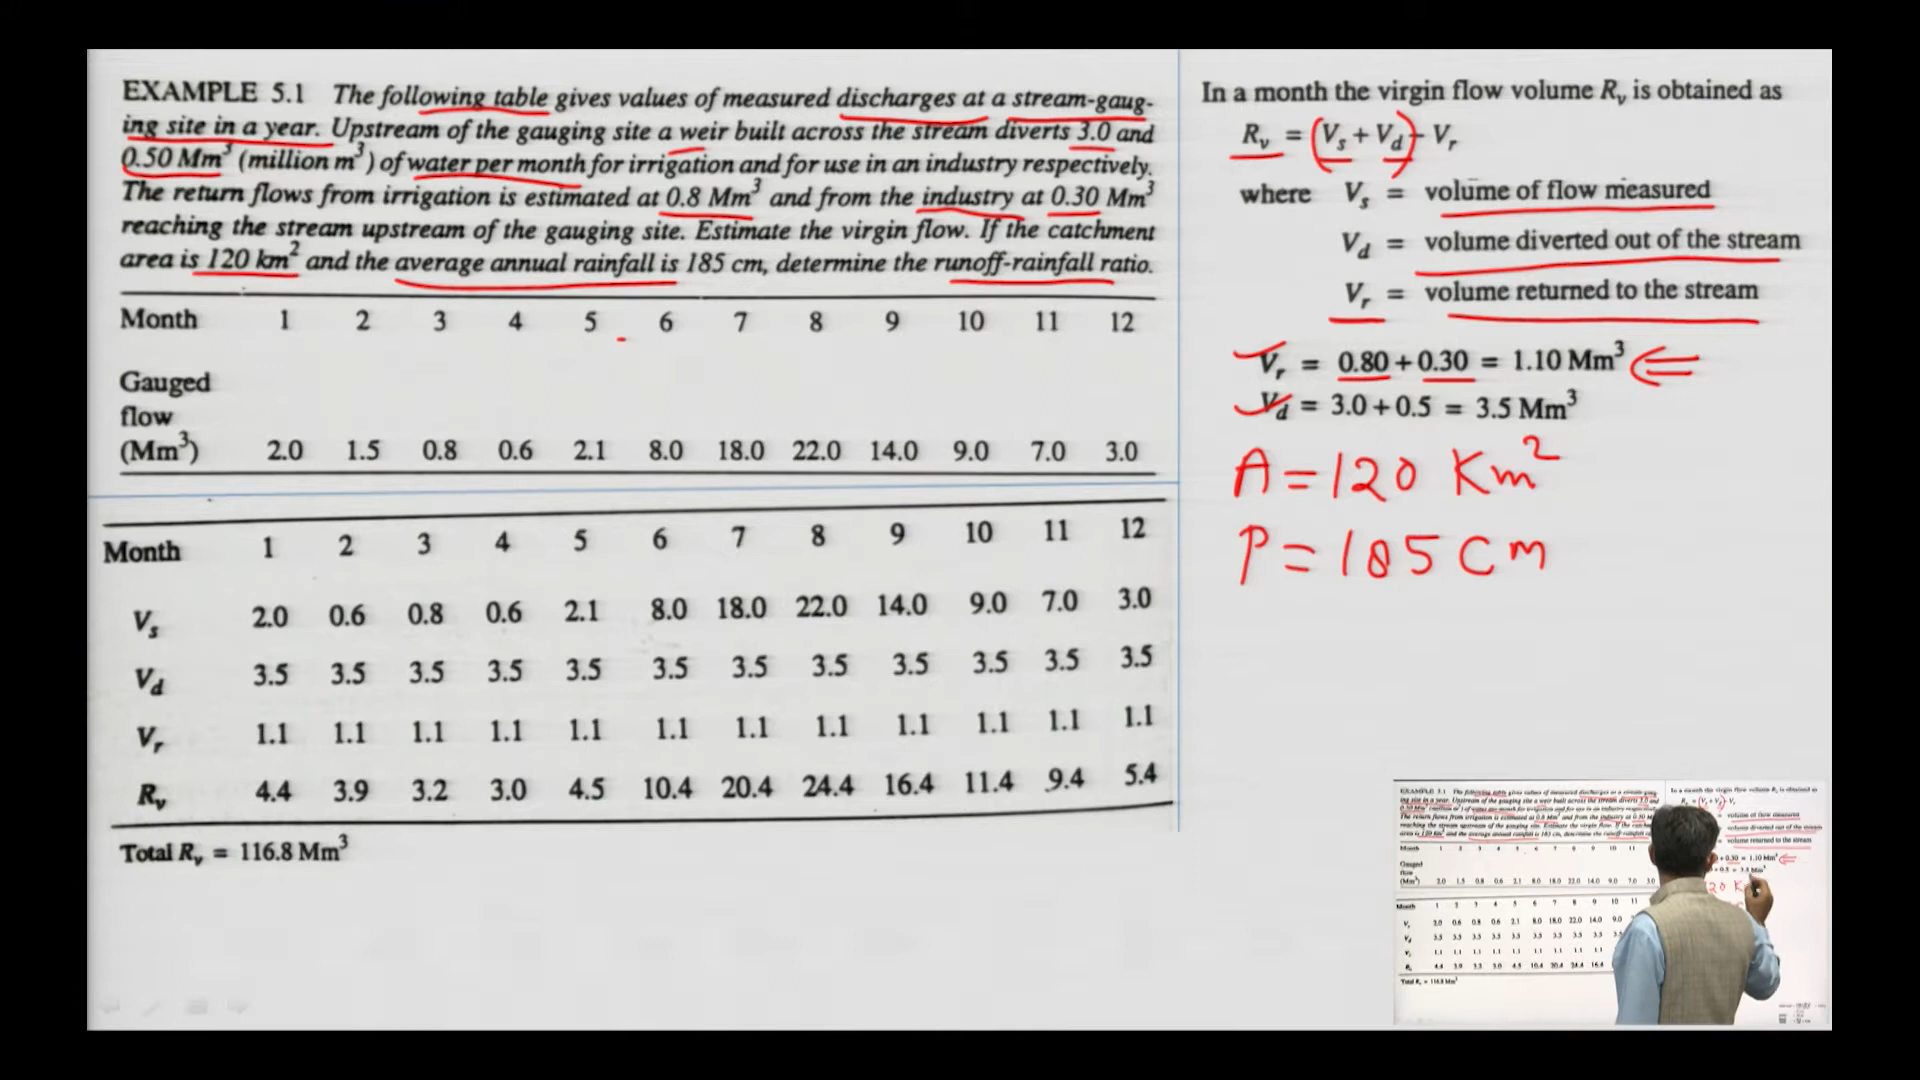 EXAMPLE 5.1 The following table gives values of measured discharges at a stream-gaug-
ing site in a year. Upstream of the gauging site a weir built across the stream diverts 3.0 and
0.50 Mm³ (million m³) of water per month for irrigation and for use in an industry respectively.
The return flows from irrigation is estimated at 0.8 Mm³ and from the industry at 0.30 Mm³
reaching the stream upstream of the gauging site. Estimate the virgin flow. If the catchment
area is 120 km² and the average annual rainfall is 185 cm, determine the runoff-rainfall ratio.
Month 1 2 3 4 5 6 7 8 9 10 11 12
Gauged
flow
(Mm³) 2.0 1.5 0.8 0.6 2.1 8.0 18.0 22.0 14.0 9.0 7.0 3.0
Month 1 2 3 4 5 6 7 8 9 10 11 12
Vs 2.0 0.6 0.8 0.6 2.1 8.0 18.0 22.0 14.0 9.0 7.0 3.0
Vd 3.5 3.5 3.5 3.5 3.5 3.5 3.5 3.5 3.5 3.5 3.5 3.5
Vr 1.1 1.1 1.1 1.1 1.1 1.1 1.1 1.1 1.1 1.1 1.1 1.1
Rv 4.4 3.9 3.2 3.0 4.5 10.4 20.4 24.4 16.4 11.4 9.4 5.4
Total Rv = 116.8 Mm³
In a month the virgin flow volume Rv is obtained as
Rv = (Vs + Vd) - Vr
where Vs = volume of flow measured
Vd = volume diverted out of the stream
Vr = volume returned to the stream
Vr = 0.80 + 0.30 = 1.10 Mm³
Vd = 3.0 + 0.5 = 3.5 Mm³
A = 120 Km²
P = 185 Cm